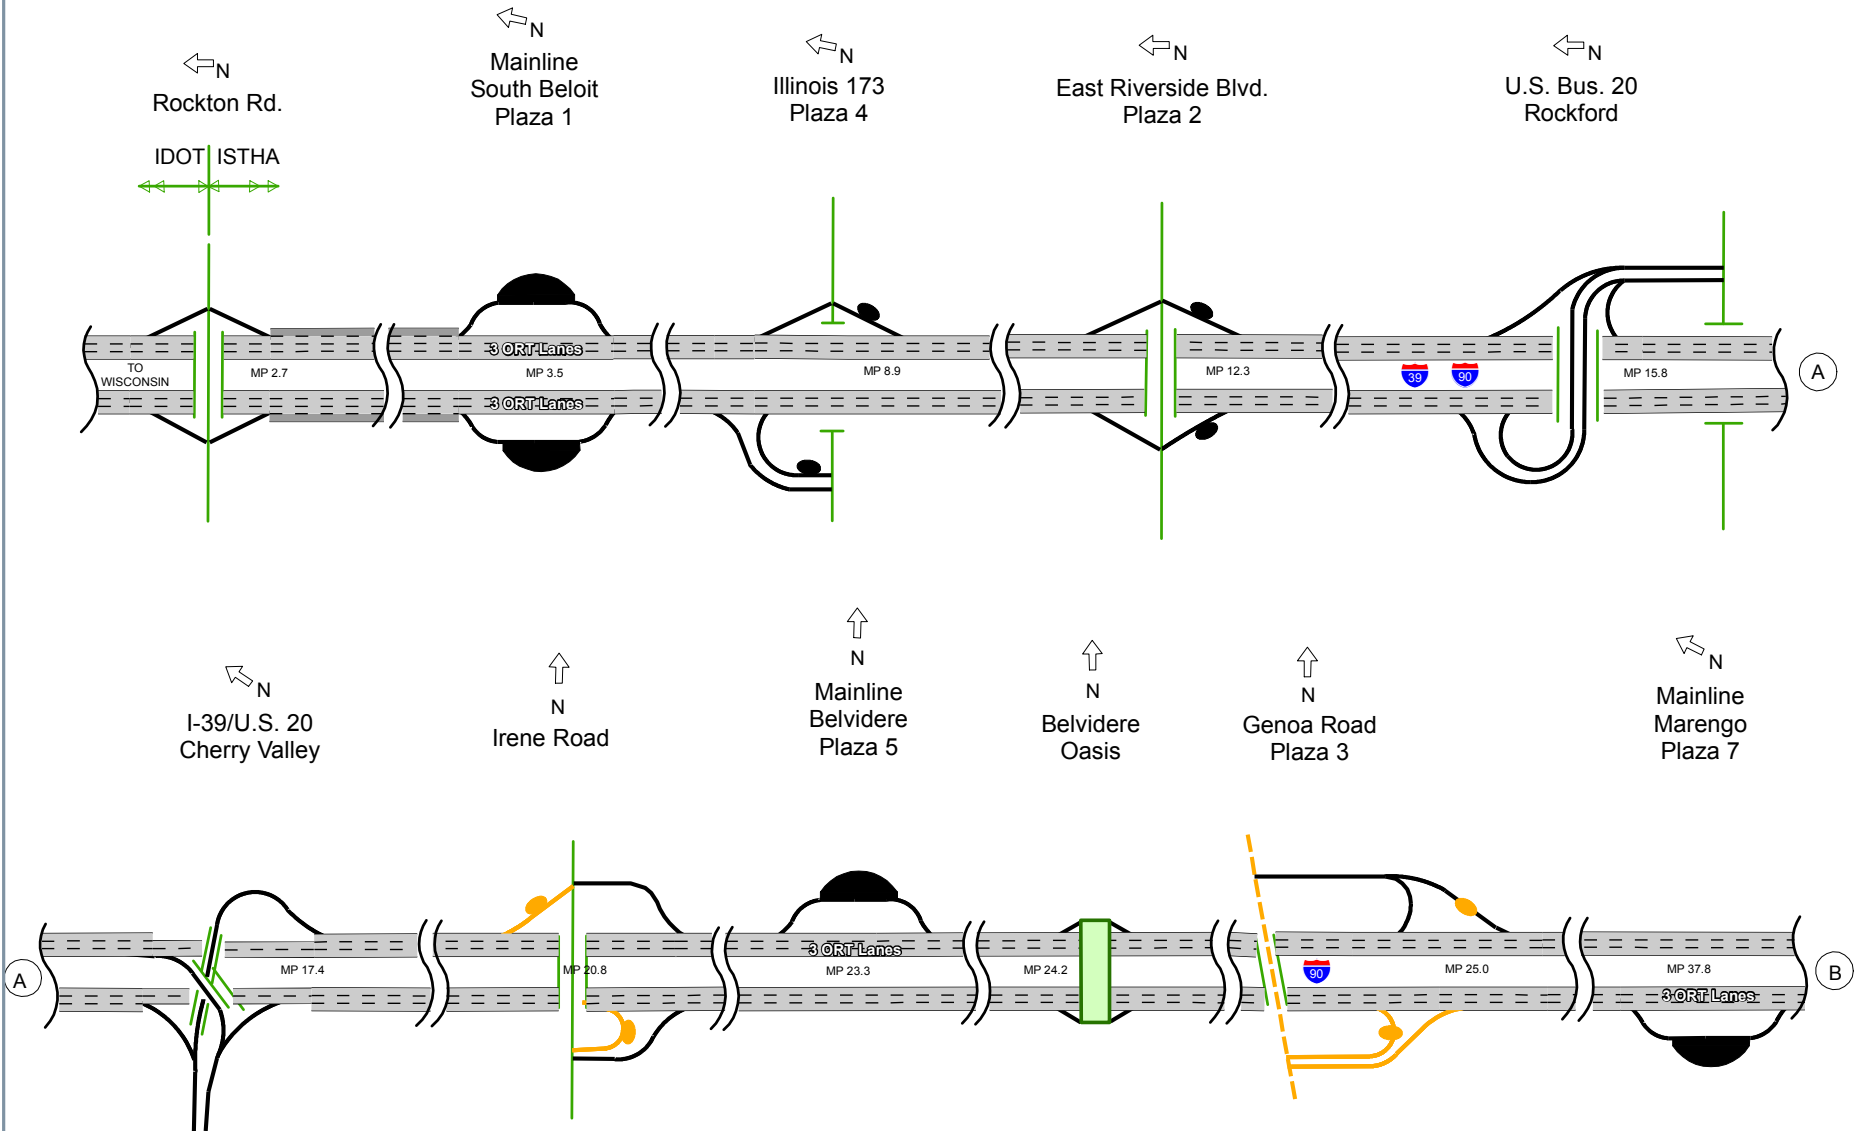 N
Rockton Rd.
N
Mainline
South Beloit
Plaza 1
N
Illinois 173
Plaza 4
N
East Riverside Blvd.
Plaza 2
N
U.S. Bus. 20
Rockford
IDOT ISTHA
TO
WISCONSIN
MP 2.7
3 ORT Lanes
MP 3.5
3 ORT Lanes
MP 8.9
MP 12.3
39
90
MP 15.8
A
N
I-39/U.S. 20
Cherry Valley
N
Irene Road
N
Mainline
Belvidere
Plaza 5
N
Belvidere
Oasis
N
Genoa Road
Plaza 3
N
Mainline
Marengo
Plaza 7
A
MP 17.4
MP 20.8
3 ORT Lanes
MP 23.3
MP 24.2
90
MP 25.0
MP 37.8
3 ORT Lanes
B